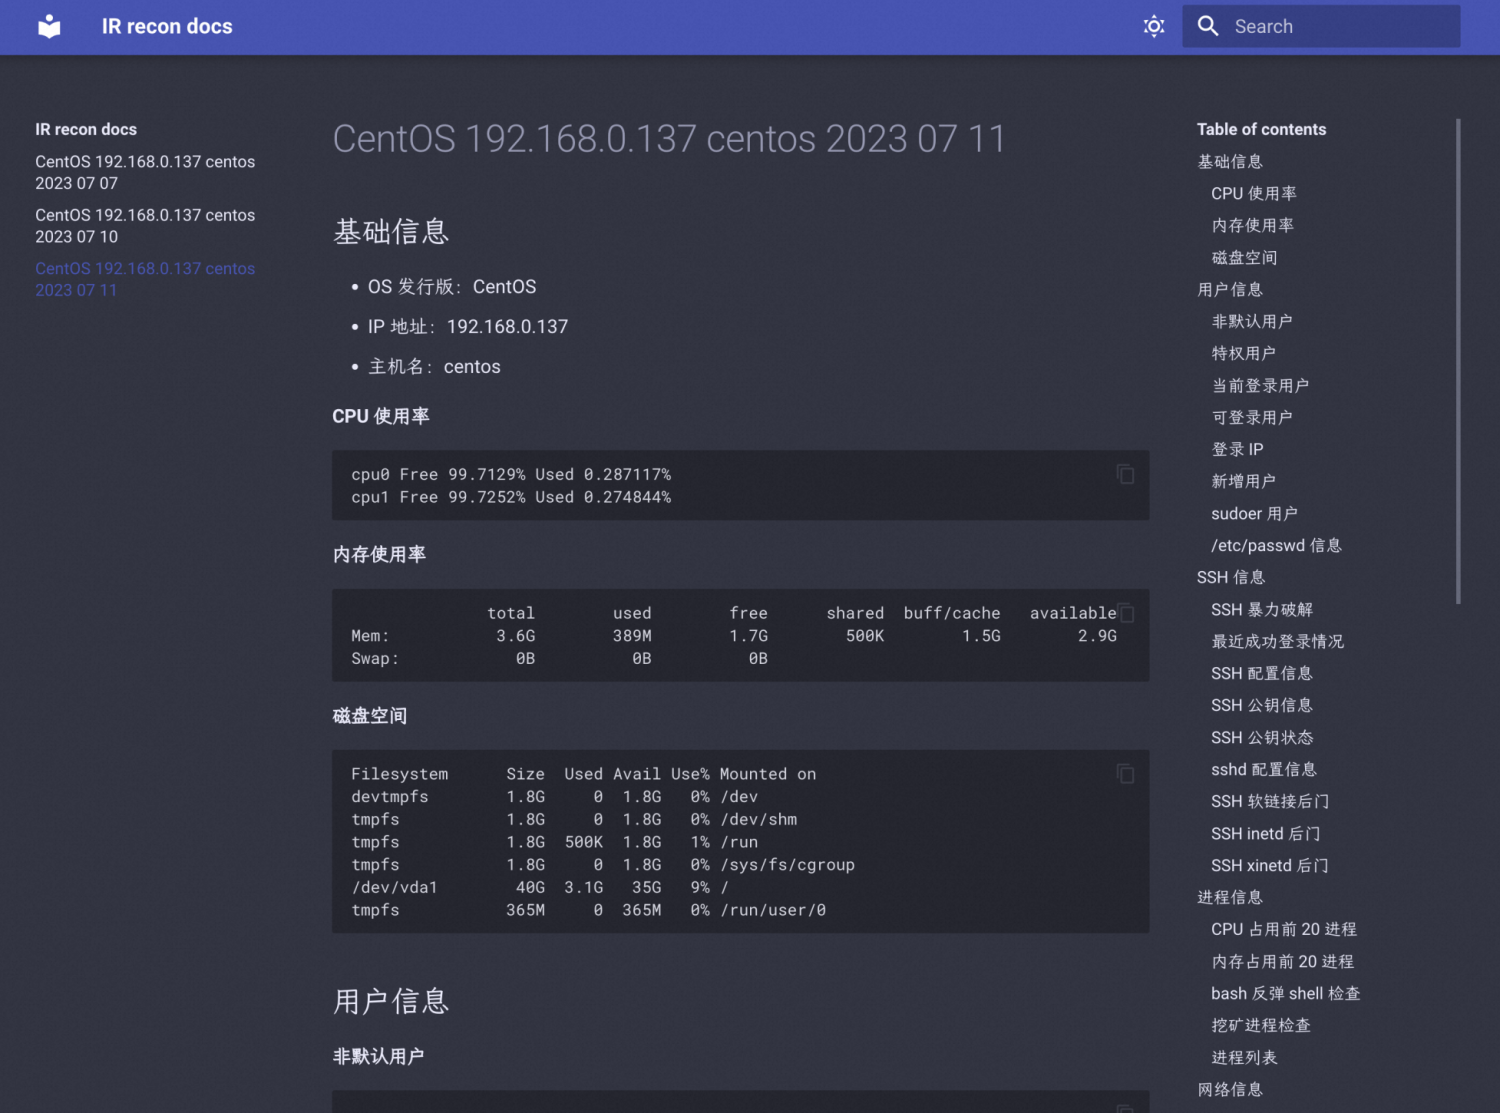 IR recon docs
Search
IR recon docs
CentOS 192.168.0.137 centos
2023 07 07
CentOS 192.168.0.137 centos
2023 07 10
CentOS 192.168.0.137 centos
2023 07 11
CentOS 192.168.0.137 centos 2023 07 11
基础信息
• OS 发行版：CentOS
• IP 地址：192.168.0.137
• 主机名：centos
CPU 使用率
cpu0 Free 99.7129% Used 0.287117%
cpu1 Free 99.7252% Used 0.274844%
内存使用率
total used free shared buff/cache available
Mem: 3.6G 389M 1.7G 500K 1.5G 2.9G
Swap: 0B 0B 0B
磁盘空间
Filesystem Size Used Avail Use% Mounted on
devtmpfs 1.8G 0 1.8G 0% /dev
tmpfs 1.8G 0 1.8G 0% /dev/shm
tmpfs 1.8G 500K 1.8G 1% /run
tmpfs 1.8G 0 1.8G 0% /sys/fs/cgroup
/dev/vda1 40G 3.1G 35G 9% /
tmpfs 365M 0 365M 0% /run/user/0
用户信息
非默认用户
Table of contents
基础信息
CPU 使用率
内存使用率
磁盘空间
用户信息
非默认用户
特权用户
当前登录用户
可登录用户
登录 IP
新增用户
sudoer 用户
/etc/passwd 信息
SSH 信息
SSH 暴力破解
最近成功登录情况
SSH 配置信息
SSH 公钥信息
SSH 公钥状态
sshd 配置信息
SSH 软链接后门
SSH inetd 后门
SSH xinetd 后门
进程信息
CPU 占用前 20 进程
内存占用前 20 进程
bash 反弹 shell 检查
挖矿进程检查
进程列表
网络信息